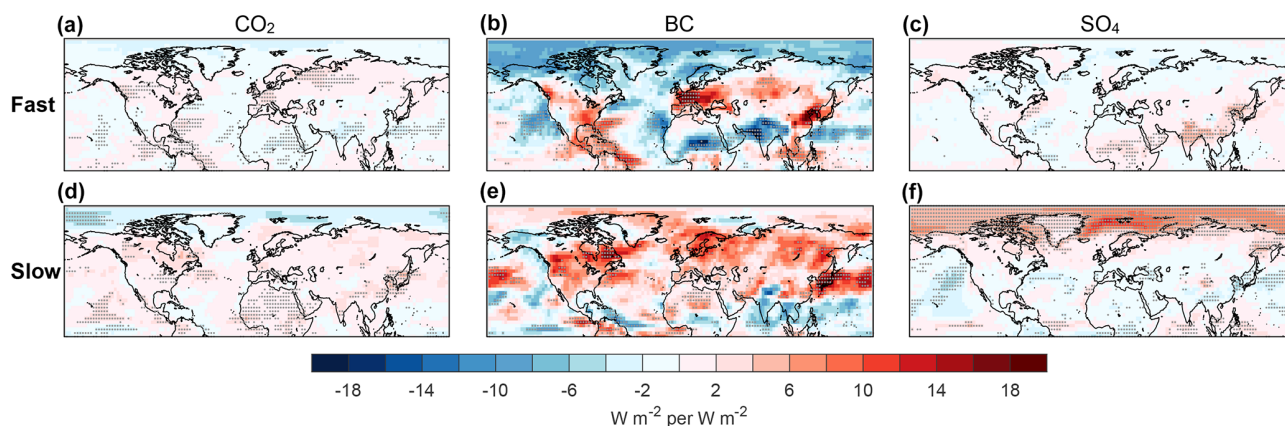 (a) CO₂ (b) BC (c) SO₄
Fast
(d) (e) (f)
Slow
-18 -14 -10 -6 -2 2 6 10 14 18
W m⁻² per W m⁻²